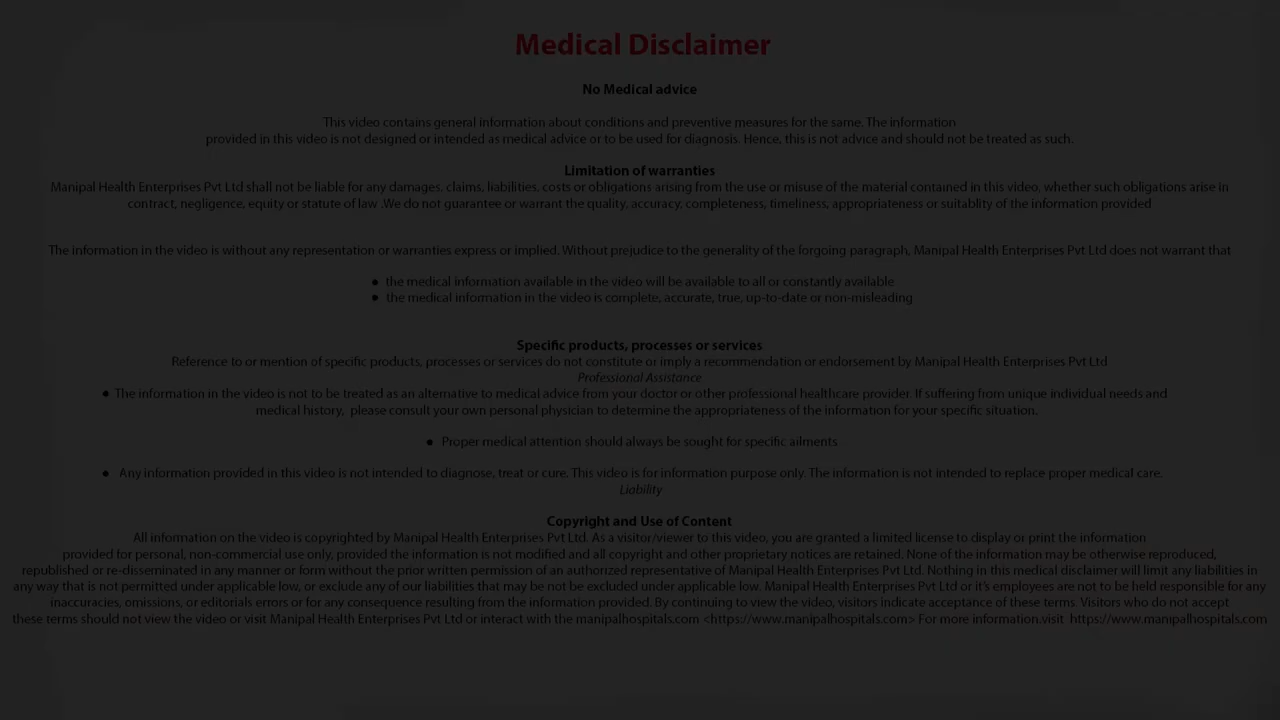 Medical Disclaimer
No Medical advice
This video contains general information about conditions and preventive measures for the same. The information
provided in this video is not designed or intended as medical advice or to be used for diagnosis. Hence, this is not advice and should not be treated as such.
Limitation of warranties
Manipal Health Enterprises Pvt Ltd shall not be liable for any damages, claims, liabilities, costs or obligations arising from the use or misuse of the material contained in this video, whether such obligations arise in
contract, negligence, equity or statute of law .We do not guarantee or warrant the quality, accuracy, completeness, timeliness, appropriateness or suitablity of the information provided
The information in the video is without any representation or warranties express or implied. Without prejudice to the generality of the forgoing paragraph, Manipal Health Enterprises Pvt Ltd does not warrant that
● the medical information available in the video will be available to all or constantly available
● the medical information in the video is complete, accurate, true, up-to-date or non-misleading
Specific products, processes or services
Reference to or mention of specific products, processes or services do not constitute or imply a recommendation or endorsement by Manipal Health Enterprises Pvt Ltd
Professional Assistance
● The information in the video is not to be treated as an alternative to medical advice from your doctor or other professional healthcare provider. If suffering from unique individual needs and
medical history, please consult your own personal physician to determine the appropriateness of the information for your specific situation.
● Proper medical attention should always be sought for specific ailments
● Any information provided in this video is not intended to diagnose, treat or cure. This video is for information purpose only. The information is not intended to replace proper medical care.
Liability
Copyright and Use of Content
All information on the video is copyrighted by Manipal Health Enterprises Pvt Ltd. As a visitor/viewer to this video, you are granted a limited license to display or print the information
provided for personal, non-commercial use only, provided the information is not modified and all copyright and other proprietary notices are retained. None of the information may be otherwise reproduced,
republished or re-disseminated in any manner or form without the prior written permission of an authorized representative of Manipal Health Enterprises Pvt Ltd. Nothing in this medical disclaimer will limit any liabilities in
any way that is not permitted under applicable low, or exclude any of our liabilities that may be not be excluded under applicable low. Manipal Health Enterprises Pvt Ltd or it's employees are not to be held responsible for any
inaccuracies, omissions, or editorials errors or for any consequence resulting from the information provided. By continuing to view the video, visitors indicate acceptance of these terms. Visitors who do not accept
these terms should not view the video or visit Manipal Health Enterprises Pvt Ltd or interact with the manipalhospitals.com <https://www.manipalhospitals.com> For more information.visit https://www.manipalhospitals.com